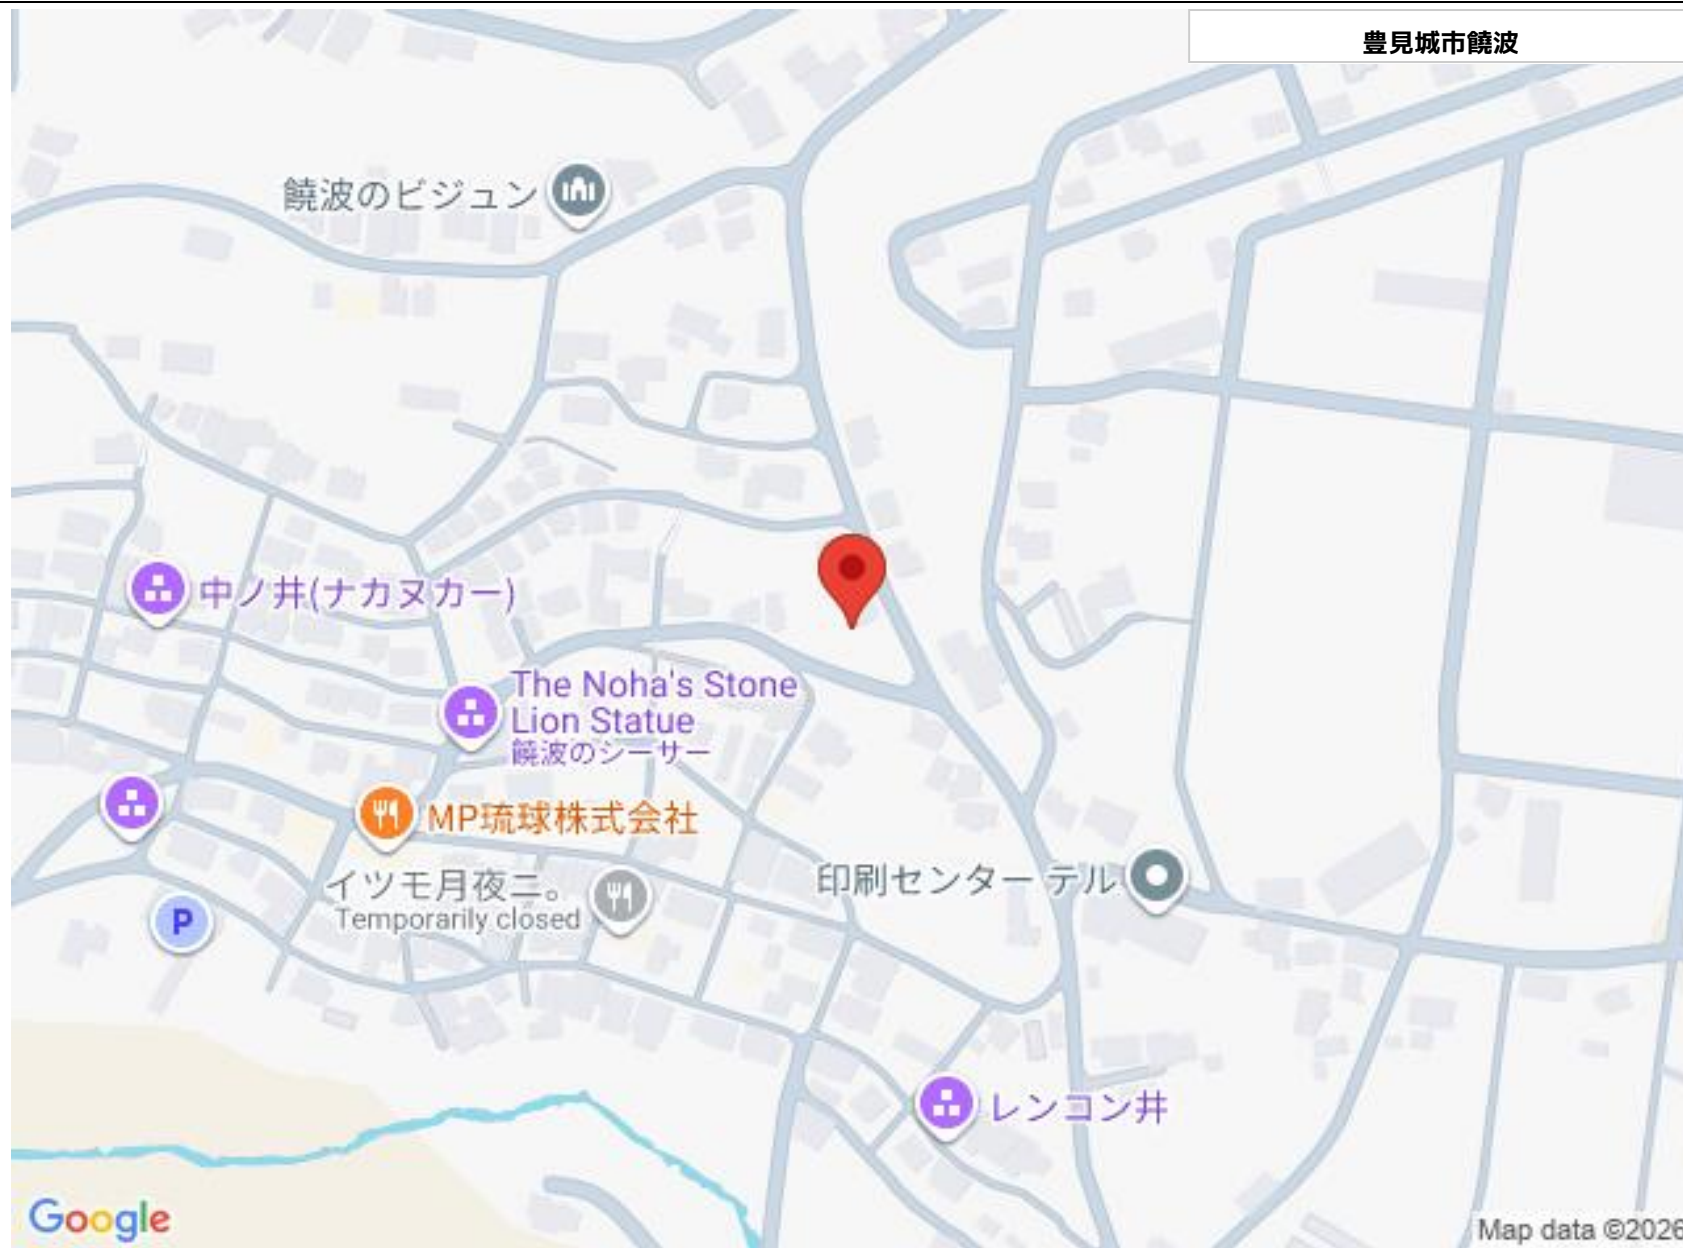 豊見城市饒波
饒波のビジュン
中ノ井(ナカヌカー)
The Noha's Stone
Lion Statue
饒波のシーサー
MP琉球株式会社
イツモ月夜ニ。
Temporarily closed
印刷センター テル
P
レンコン井
Google
Map data ©2026